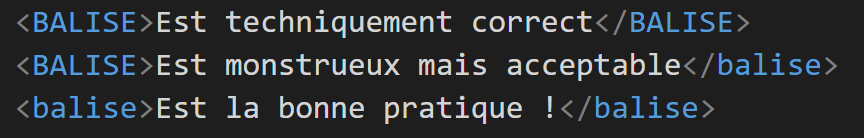 <BALISE>Est techniquement correct</BALISE>
<BALISE>Est monstrueux mais acceptable</balise>
<balise>Est la bonne pratique !</balise>